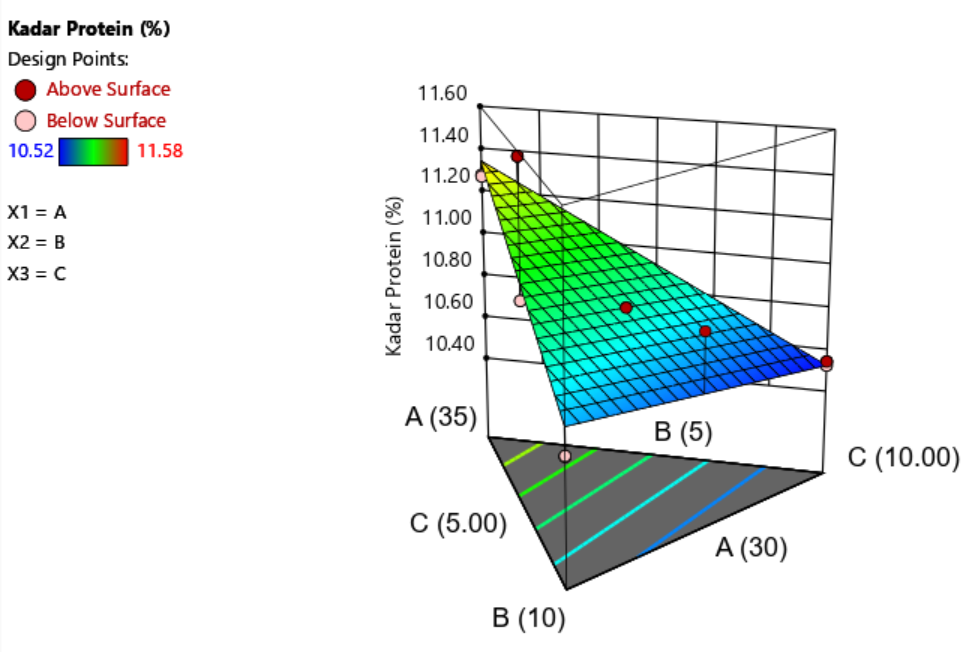 Kadar Protein (%)
Design Points:
Above Surface
Below Surface
10.52 11.58
X1 = A
X2 = B
X3 = C
11.60
11.40
11.20
11.00
10.80
10.60
10.40
Kadar Protein (%)
A (35)
B (5)
C (10.00)
C (5.00)
A (30)
B (10)